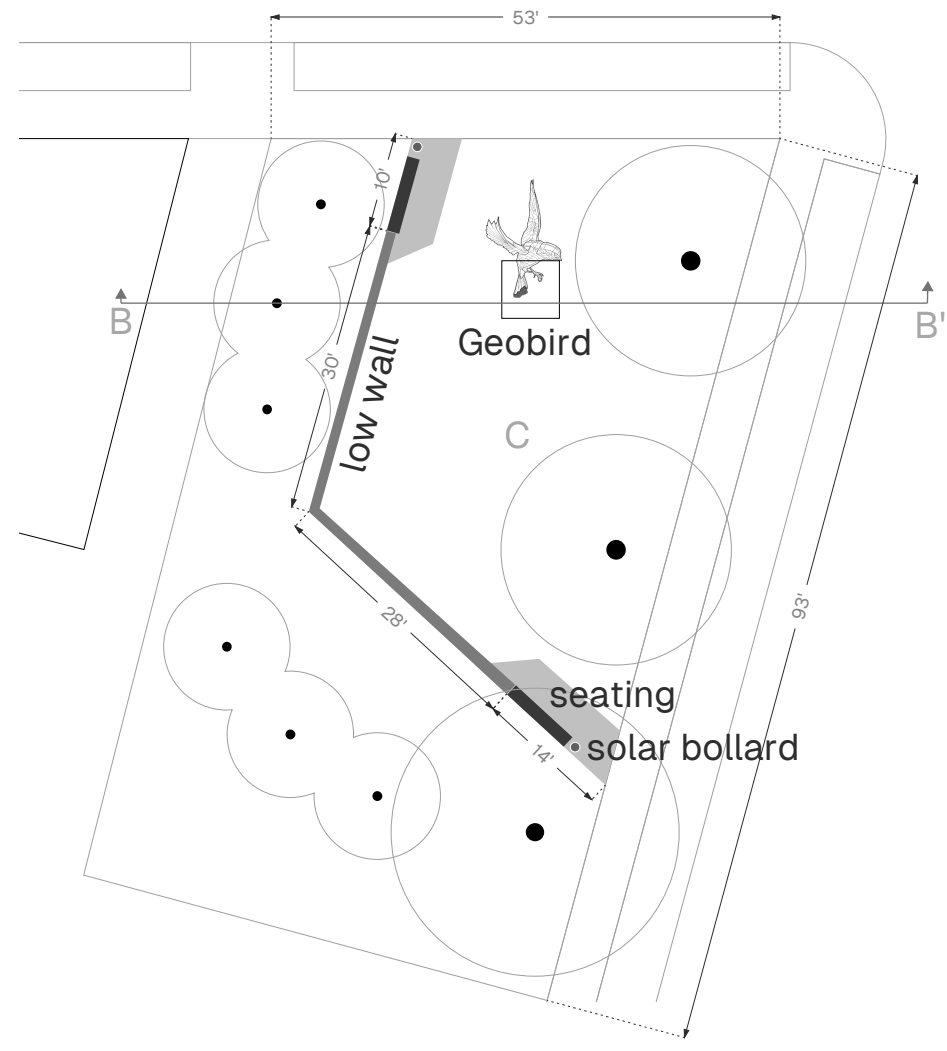 53'
10'
B
B'
Geobird
30'
low wall
C
28'
93'
seating
solar bollard
14'